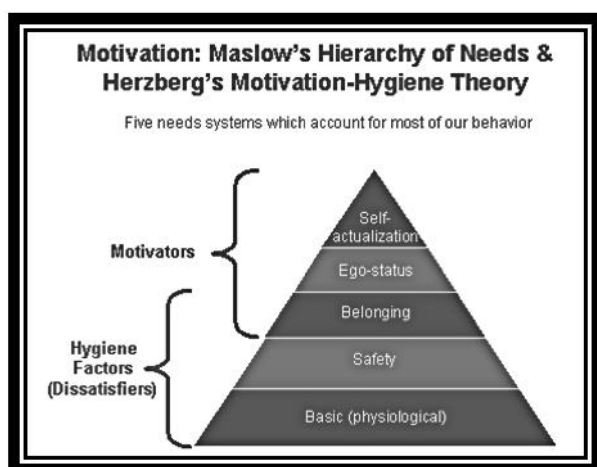 Motivation: Maslow's Hierarchy of Needs &
Herzberg's Motivation-Hygiene Theory
Five needs systems which account for most of our behavior
Self-
actualization
Motivators
Ego-status
Belonging
Hygiene
Factors
(Dissatisfiers)
Safety
Basic (physiological)